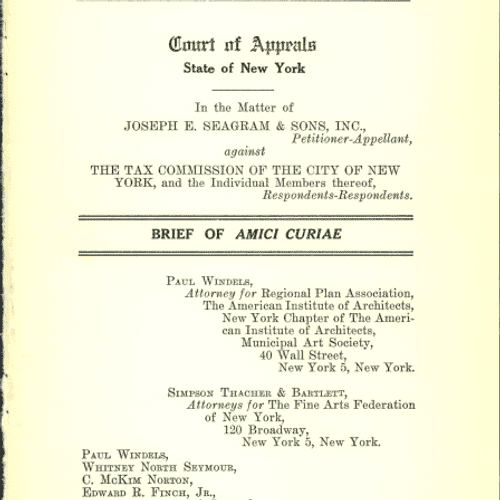 Court of Appeals
State of New York
In the Matter of
JOSEPH E. SEAGRAM & SONS, INC.,
Petitioner-Appellant,
against
THE TAX COMMISSION OF THE CITY OF NEW
YORK, and the Individual Members thereof,
Respondents-Respondents.
BRIEF OF AMICI CURIAE
PAUL WINDELS,
Attorney for Regional Plan Association,
The American Institute of Architects,
New York Chapter of The Ameri-
can Institute of Architects,
Municipal Art Society,
40 Wall Street,
New York 5, New York.
SIMPSON THACHER & BARTLETT,
Attorneys for The Fine Arts Federation
of New York,
120 Broadway,
New York 5, New York.
PAUL WINDELS,
WHITNEY NORTH SEYMOUR,
C. MCKIM NORTON,
EDWARD R. FINCH, JR.,